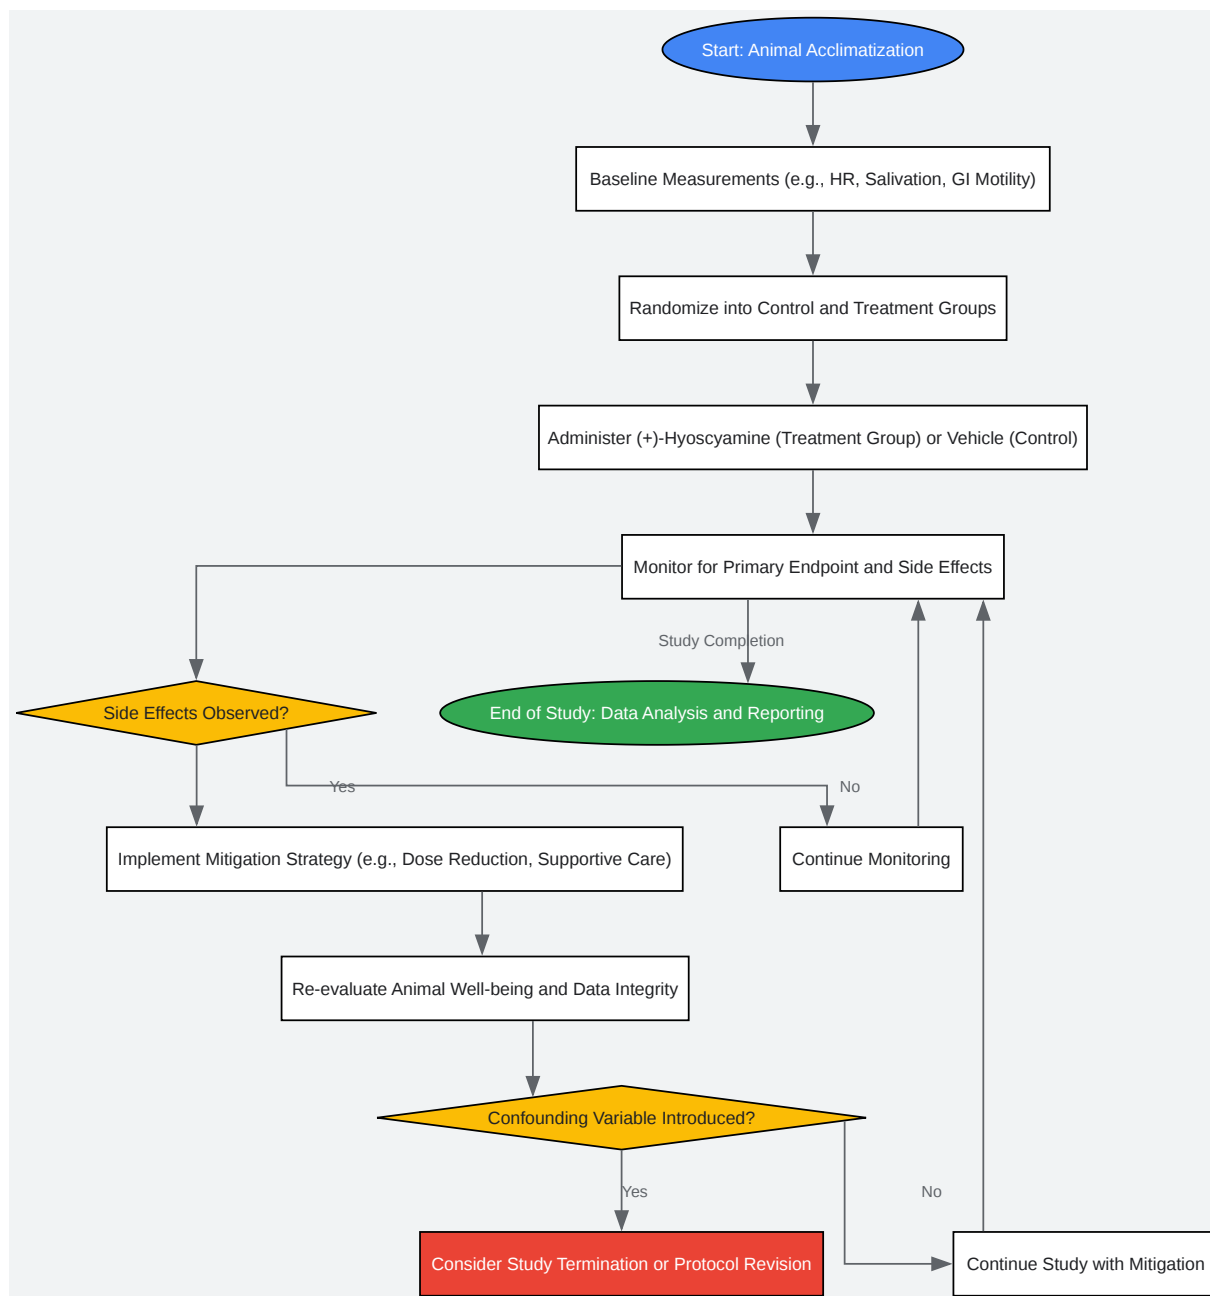 Start: Animal Acclimatization
Baseline Measurements (e.g., HR, Salivation, GI Motility)
Randomize into Control and Treatment Groups
Administer (+)-Hyoscyamine (Treatment Group) or Vehicle (Control)
Monitor for Primary Endpoint and Side Effects
Study Completion
Side Effects Observed?
End of Study: Data Analysis and Reporting
Yes
No
Implement Mitigation Strategy (e.g., Dose Reduction, Supportive Care)
Continue Monitoring
Re-evaluate Animal Well-being and Data Integrity
Confounding Variable Introduced?
Yes
No
Consider Study Termination or Protocol Revision
Continue Study with Mitigation